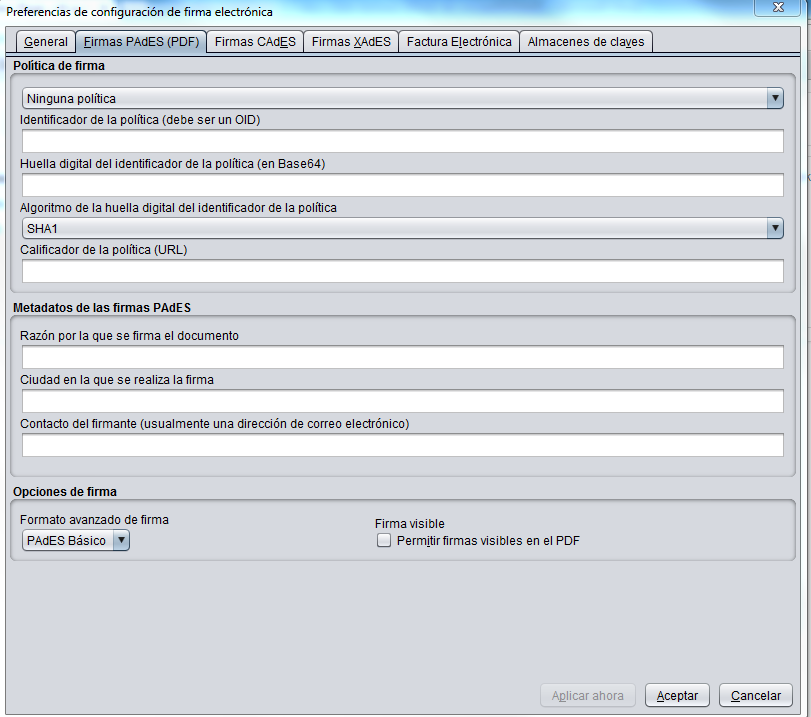 Preferencias de configuración de firma electrónica
General Firmas PAdES (PDF) Firmas CAdES Firmas XAdES Factura Electrónica Almacenes de claves
Política de firma
Ninguna política
Identificador de la política (debe ser un OID)
Huella digital del identificador de la política (en Base64)
Algoritmo de la huella digital del identificador de la política
SHA1
Calificador de la política (URL)
Metadatos de las firmas PAdES
Razón por la que se firma el documento
Ciudad en la que se realiza la firma
Contacto del firmante (usualmente una dirección de correo electrónico)
Opciones de firma
Formato avanzado de firma
Firma visible
PAdES Básico
Permitir firmas visibles en el PDF
Aplicar ahora Aceptar Cancelar